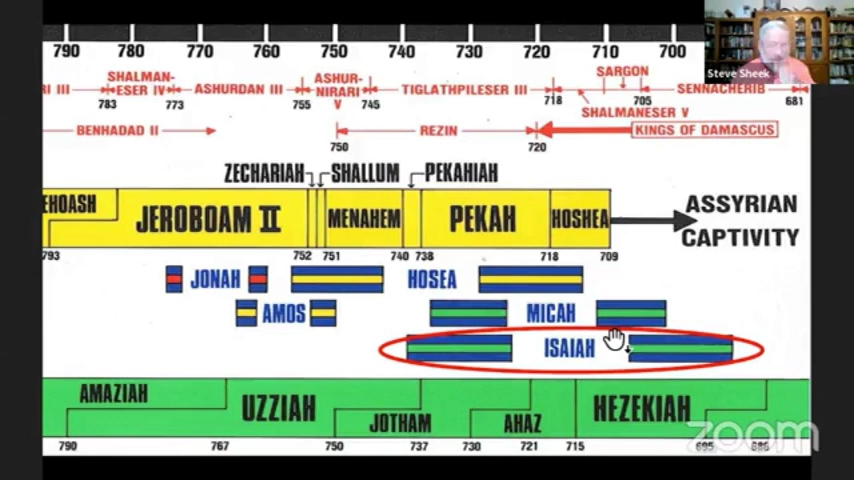 790 780 770 760 750 740 730 720 710 700
Steve Sheek
RI III SHALMAN-
ESER IV ASHURDAN III ASHUR-
NIRARI
V TIGLATHPILESER III SARGON SENNACHERIB
783 773 755 745 718 705 681
SHALMANESER V
BENHADAD II REZIN KINGS OF DAMASCUS
750 720
ZECHARIAH SHALLUM PEKAHIAH
EHOASH JEROBOAM II MENAHEM PEKAH HOSHEA ASSYRIAN
CAPTIVITY
793 752 751 740 738 718 709
JONAH HOSEA
AMOS MICAH
ISAIAH
AMAZIAH UZZIAH JOTHAM AHAZ HEZEKIAH
790 767 750 737 730 721 715 695 686
zoom